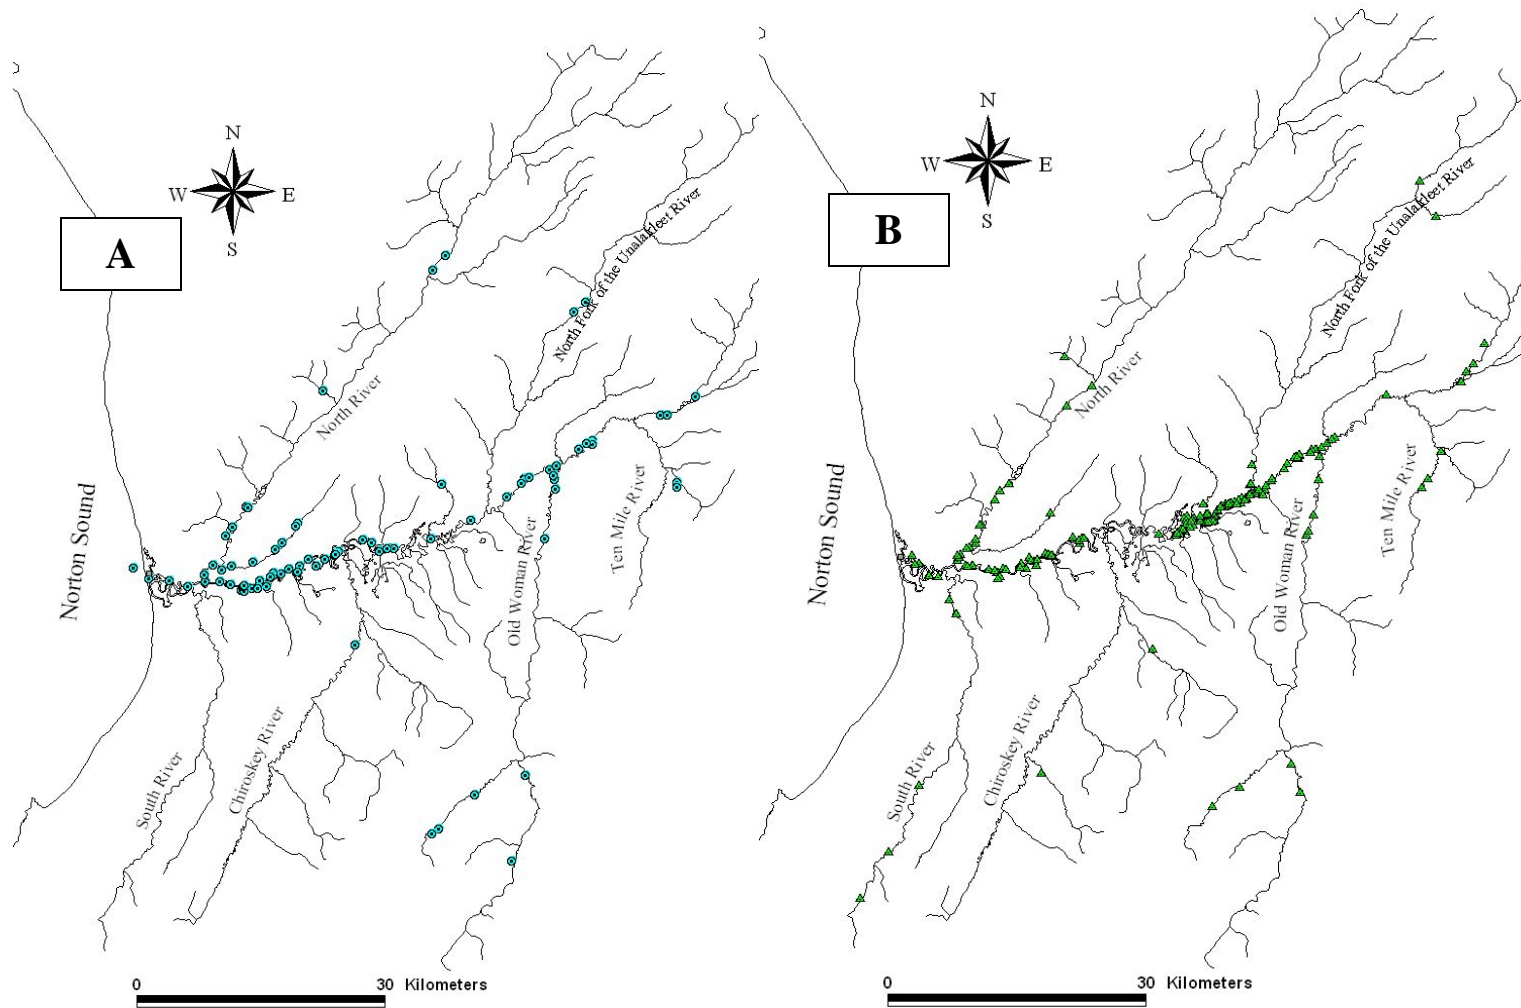 N
W E
S
A
North Fork of the Unalakleet River
North River
Norton Sound
Ten Mile River
Old Woman River
Chiroskey River
South River
0 30 Kilometers
N
W E
S
B
North Fork of the Unalakleet River
North River
Norton Sound
Ten Mile River
Old Woman River
Chiroskey River
South River
0 30 Kilometers